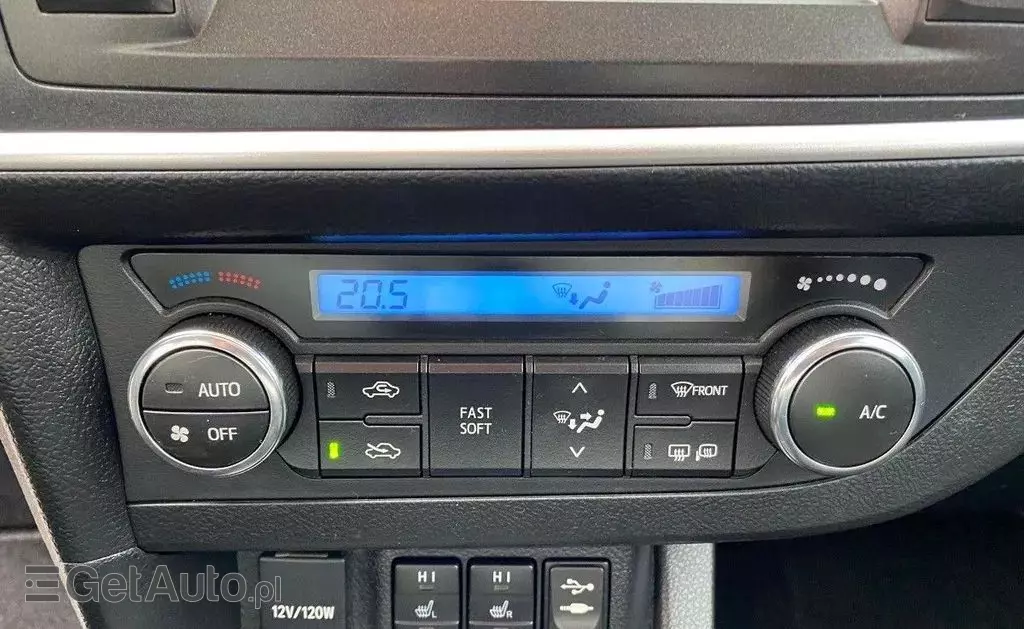 20.5
AUTO
OFF
FAST
SOFT
FRONT
A/C
GetAuto.pl
12V/120W
HI
L
HI
R